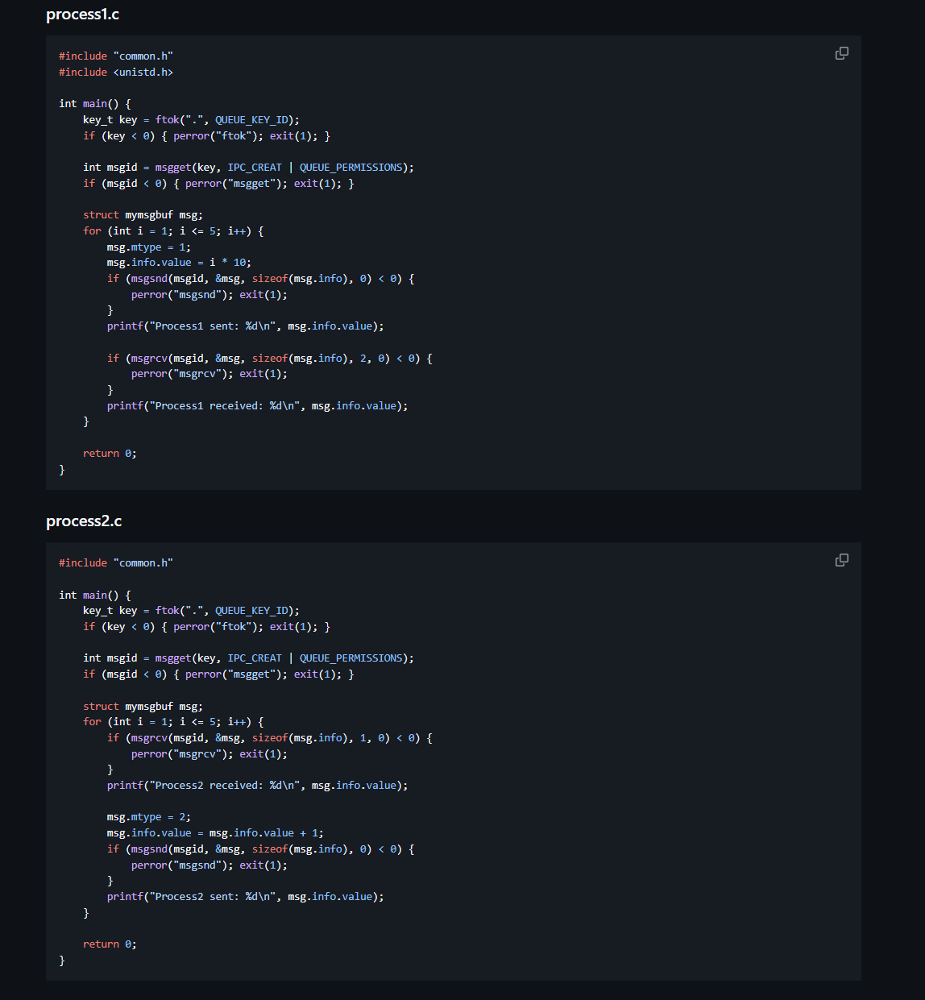 process1.c
#include "common.h"
#include <unistd.h>
int main() {
    key_t key = ftok(".", QUEUE_KEY_ID);
    if (key < 0) { perror("ftok"); exit(1); }
    int msgid = msgget(key, IPC_CREAT | QUEUE_PERMISSIONS);
    if (msgid < 0) { perror("msgget"); exit(1); }
    struct mymsgbuf msg;
    for (int i = 1; i <= 5; i++) {
        msg.mtype = 1;
        msg.info.value = i * 10;
        if (msgsnd(msgid, &msg, sizeof(msg.info), 0) < 0) {
            perror("msgsnd"); exit(1);
        }
        printf("Process1 sent: %d\n", msg.info.value);
        if (msgrcv(msgid, &msg, sizeof(msg.info), 2, 0) < 0) {
            perror("msgrcv"); exit(1);
        }
        printf("Process1 received: %d\n", msg.info.value);
    }
    return 0;
}
process2.c
#include "common.h"
int main() {
    key_t key = ftok(".", QUEUE_KEY_ID);
    if (key < 0) { perror("ftok"); exit(1); }
    int msgid = msgget(key, IPC_CREAT | QUEUE_PERMISSIONS);
    if (msgid < 0) { perror("msgget"); exit(1); }
    struct mymsgbuf msg;
    for (int i = 1; i <= 5; i++) {
        if (msgrcv(msgid, &msg, sizeof(msg.info), 1, 0) < 0) {
            perror("msgrcv"); exit(1);
        }
        printf("Process2 received: %d\n", msg.info.value);
        msg.mtype = 2;
        msg.info.value = msg.info.value + 1;
        if (msgsnd(msgid, &msg, sizeof(msg.info), 0) < 0) {
            perror("msgsnd"); exit(1);
        }
        printf("Process2 sent: %d\n", msg.info.value);
    }
    return 0;
}